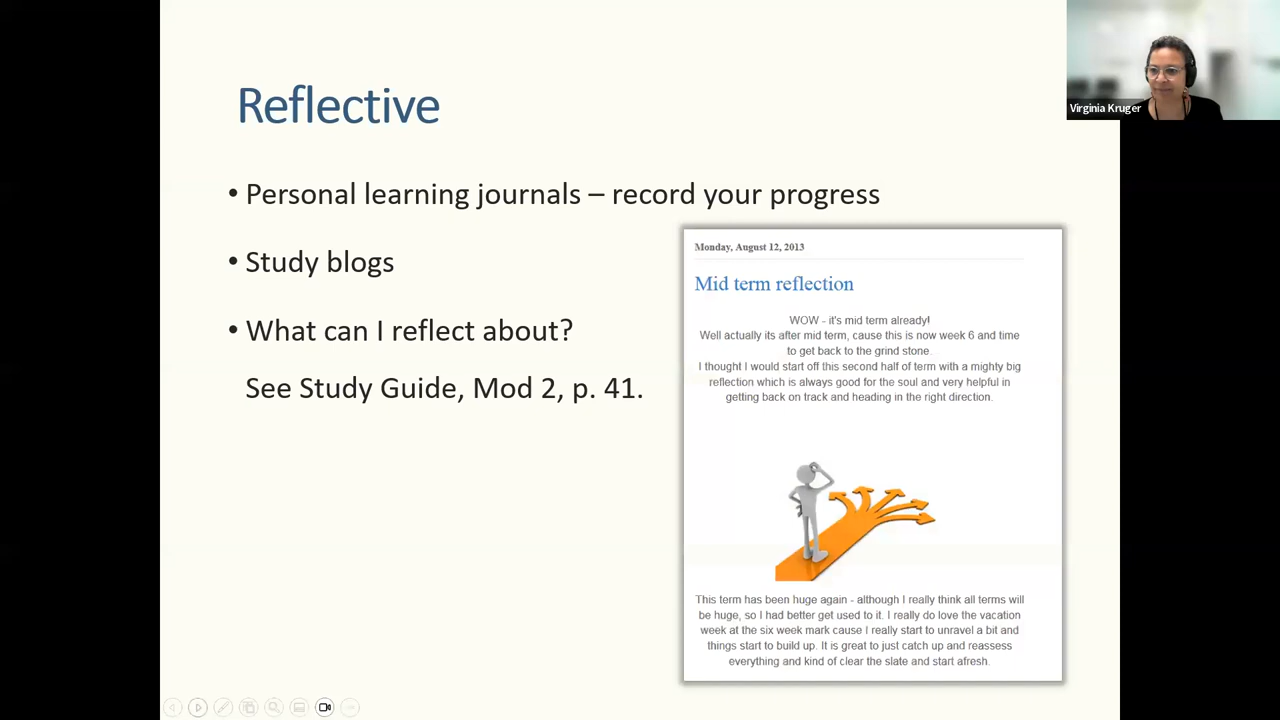 Reflective
• Personal learning journals – record your progress
• Study blogs
• What can I reflect about?
See Study Guide, Mod 2, p. 41.
Monday, August 12, 2013
Mid term reflection
WOW - it's mid term already!
Well actually its after mid term, cause this is now week 6 and time
to get back to the grind stone.
I thought I would start off this second half of term with a mighty big
reflection which is always good for the soul and very helpful in
getting back on track and heading in the right direction.
This term has been huge again - although I really think all terms will
be huge, so I had better get used to it. I really do love the vacation
week at the six week mark cause I really start to unravel a bit and
things start to build up. It is great to just catch up and reassess
everything and kind of clear the slate and start afresh.
Virginia Kruger